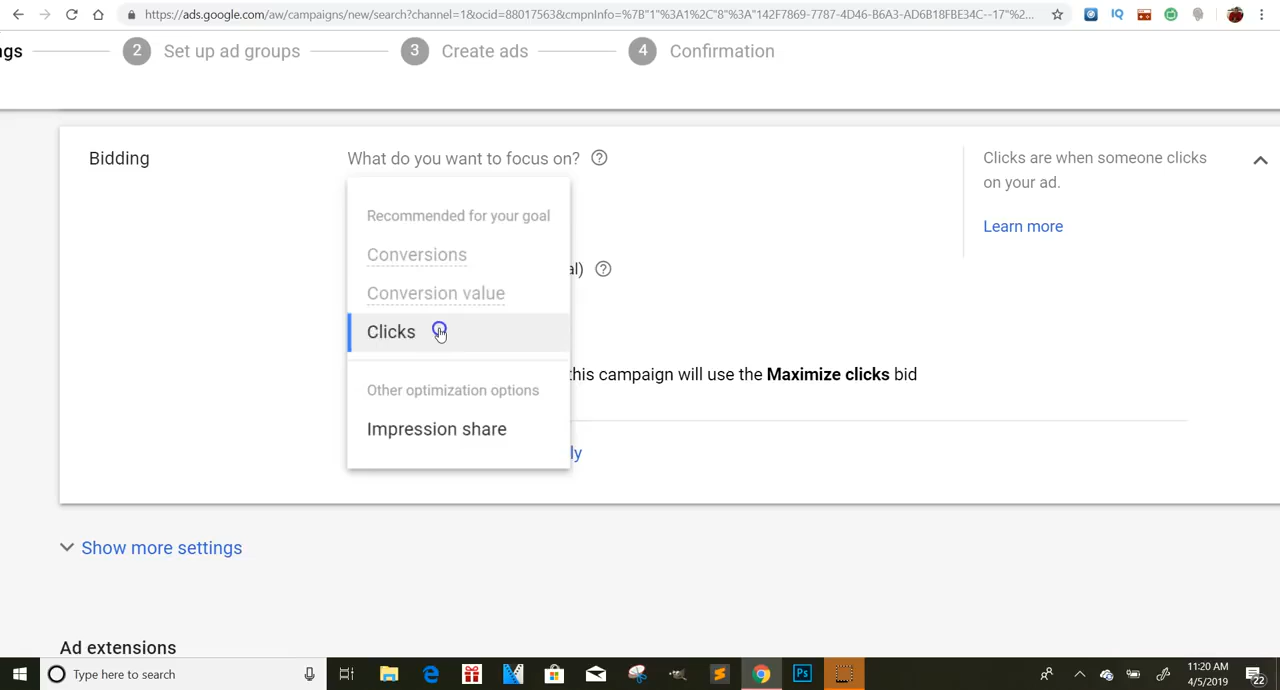 https://ads.google.com/aw/campaigns/new/search?channel=1&ocid=88017563&cmpnInfo=%7B"1"%3A1%2C"8"%3A"142F7869-7787-4D46-B6A3-AD6B18FBE34C--17"%2...
IQ
ngs
2 Set up ad groups
3 Create ads
4 Confirmation
Bidding
What do you want to focus on?
Clicks are when someone clicks
on your ad.
Learn more
Recommended for your goal
Conversions
al)
Conversion value
Clicks
this campaign will use the Maximize clicks bid
Other optimization options
Impression share
ly
Show more settings
Ad extensions
Type here to search
Ps
11:20 AM
4/5/2019
22